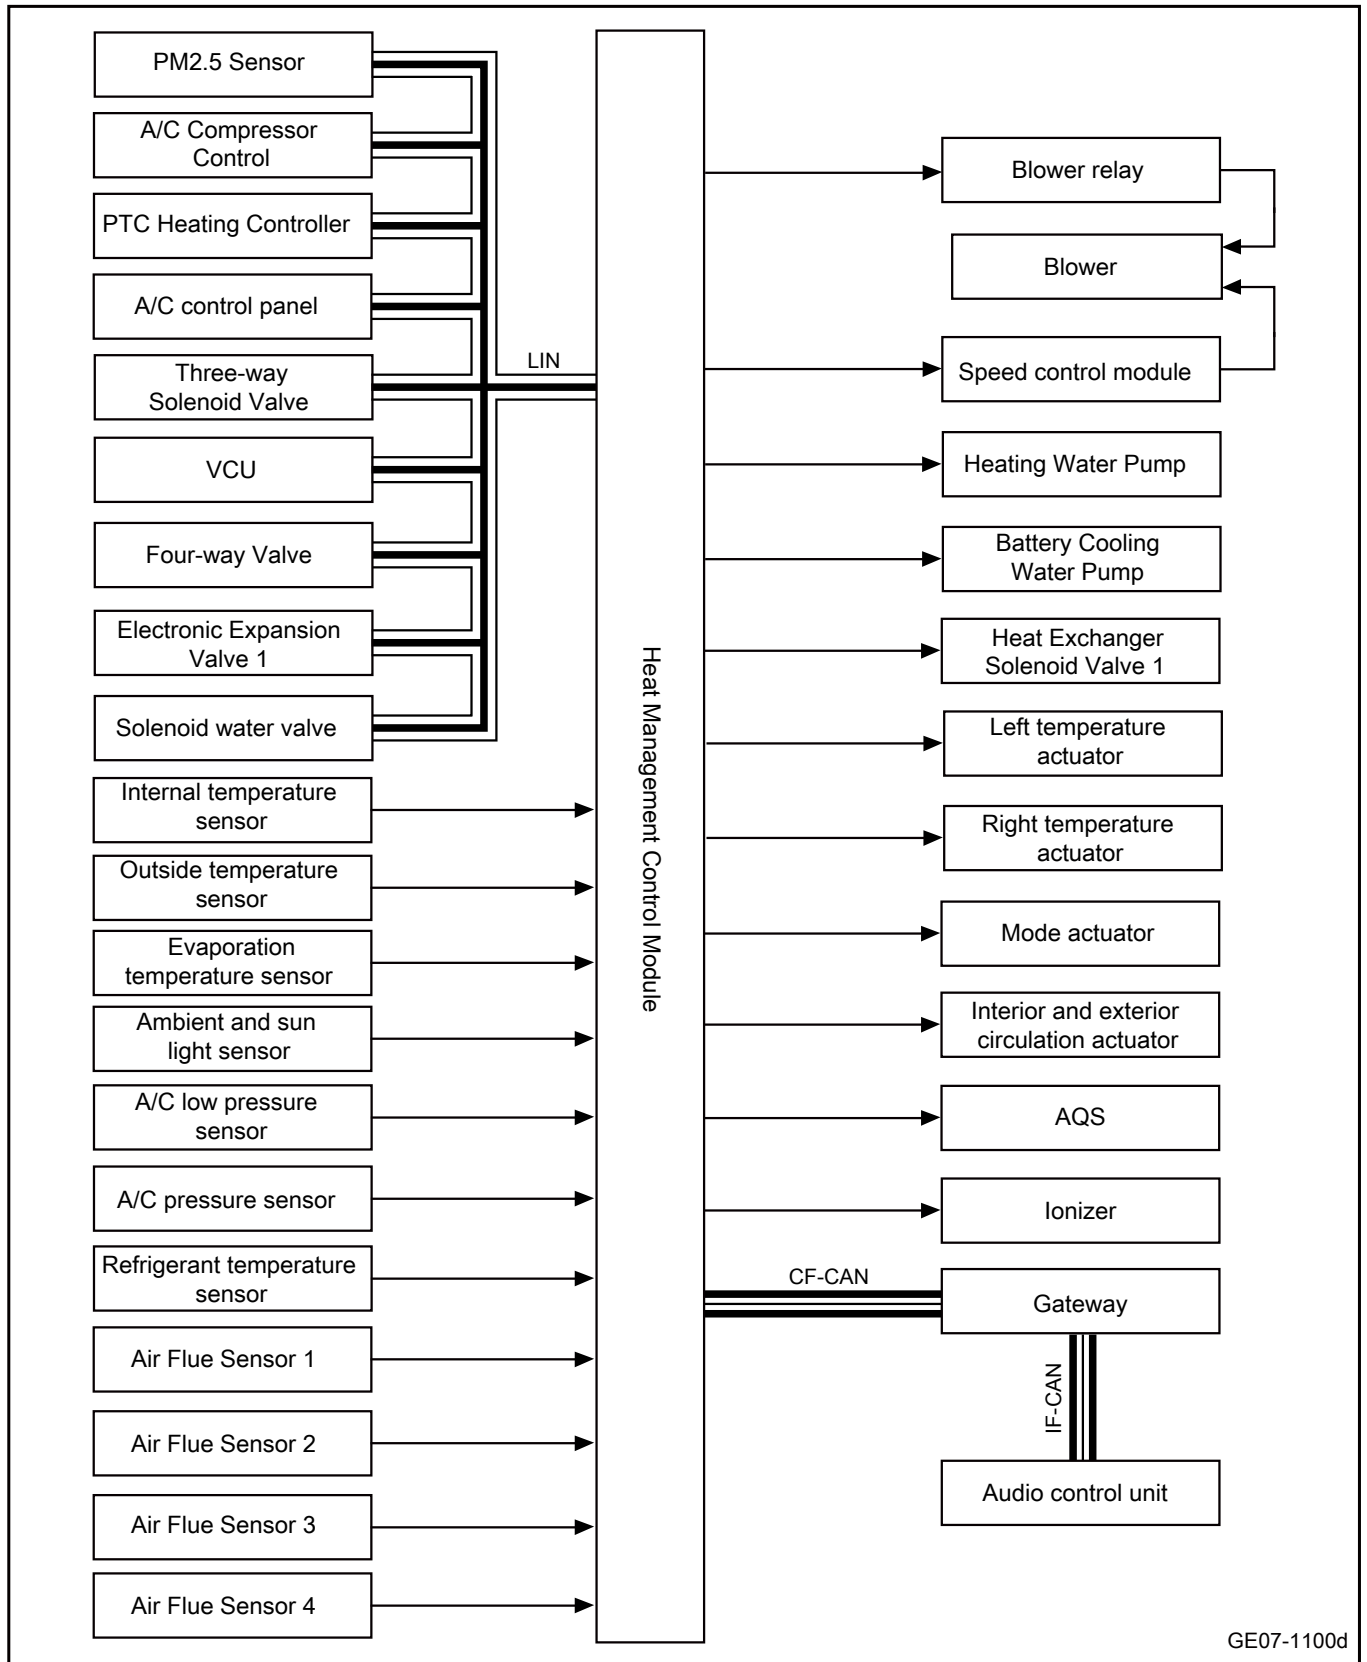 PM2.5 Sensor
A/C Compressor
Control
PTC Heating Controller
A/C control panel
Three-way
Solenoid Valve
VCU
Four-way Valve
Electronic Expansion
Valve 1
Solenoid water valve
Internal temperature
sensor
Outside temperature
sensor
Evaporation
temperature sensor
Ambient and sun
light sensor
A/C low pressure
sensor
A/C pressure sensor
Refrigerant temperature
sensor
Air Flue Sensor 1
Air Flue Sensor 2
Air Flue Sensor 3
Air Flue Sensor 4
LIN
Heat Management Control Module
Blower relay
Blower
Speed control module
Heating Water Pump
Battery Cooling
Water Pump
Heat Exchanger
Solenoid Valve 1
Left temperature
actuator
Right temperature
actuator
Mode actuator
Interior and exterior
circulation actuator
AQS
Ionizer
CF-CAN
Gateway
IF-CAN
Audio control unit
GE07-1100d